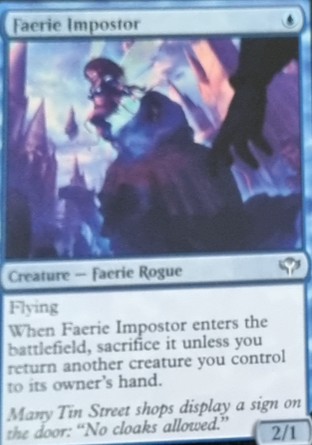 Faerie Impostor
Creature — Faerie Rogue
Flying
When Faerie Impostor enters the
battlefield, sacrifice it unless you
return another creature you control
to its owner's hand.
Many Tin Street shops display a sign on
the door: "No cloaks allowed."
2/1